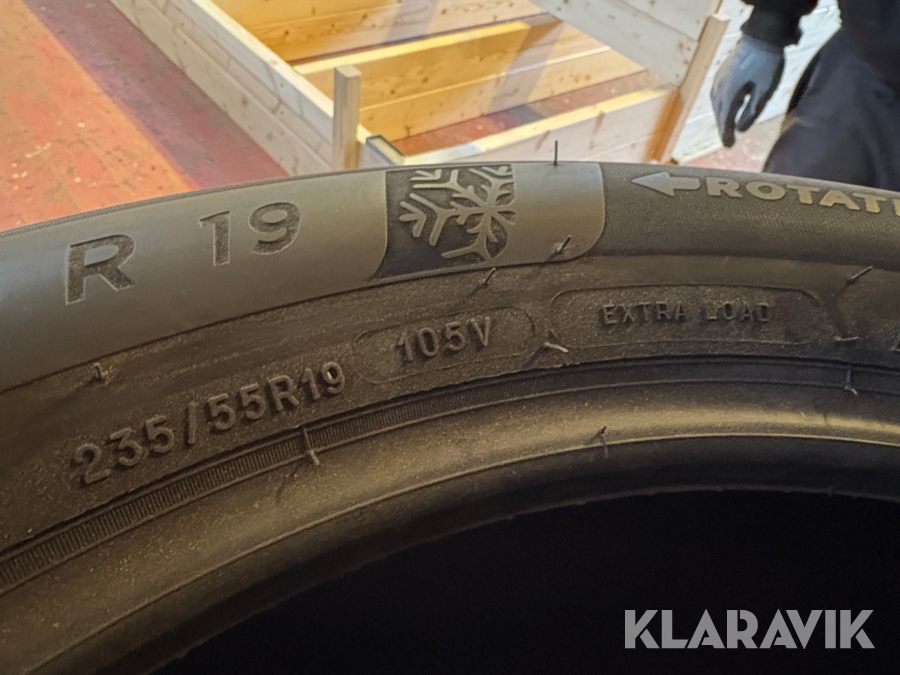 R 19
ROTATI
235/55R19
105V
EXTRA LOAD
KLARAVIK